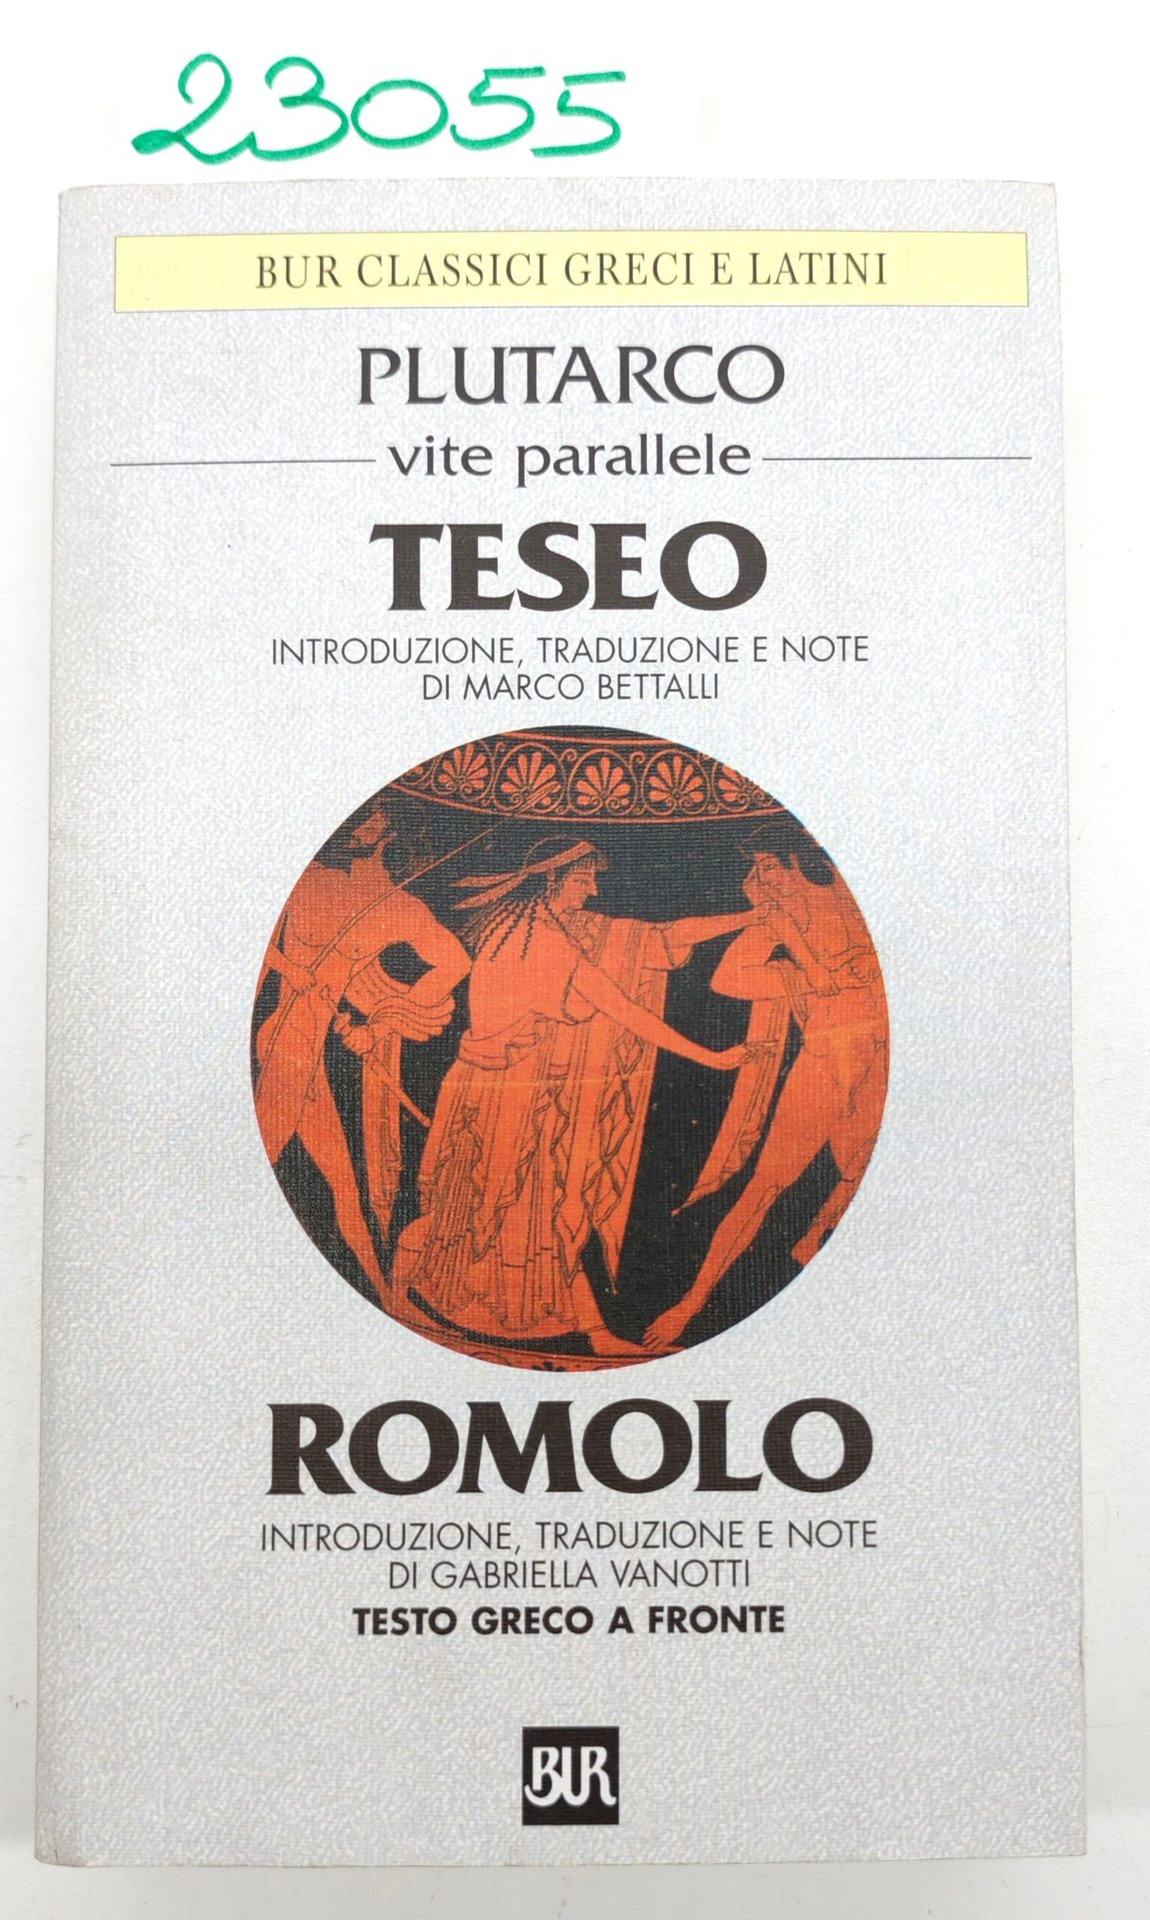 23055
BUR CLASSICI GRECI E LATINI
PLUTARCO
vite parallele
TESEO
INTRODUZIONE, TRADUZIONE E NOTE
DI MARCO BETTALLI
ROMOLO
INTRODUZIONE, TRADUZIONE E NOTE
DI GABRIELLA VANOTTI
TESTO GRECO A FRONTE
BUR